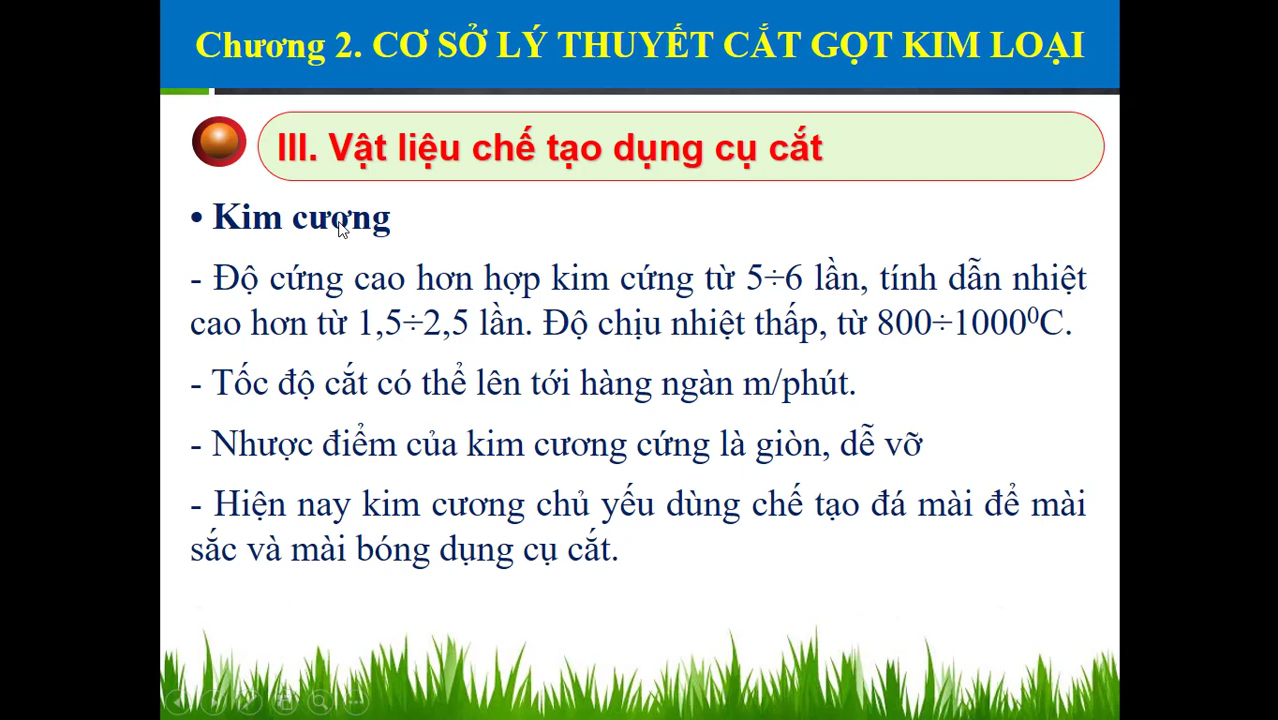 Chương 2. CƠ SỞ LÝ THUYẾT CẮT GỌT KIM LOẠI
III. Vật liệu chế tạo dụng cụ cắt
• Kim cương
- Độ cứng cao hơn hợp kim cứng từ 5÷6 lần, tính dẫn nhiệt
cao hơn từ 1,5÷2,5 lần. Độ chịu nhiệt thấp, từ 800÷1000⁰C.
- Tốc độ cắt có thể lên tới hàng ngàn m/phút.
- Nhược điểm của kim cương cứng là giòn, dễ vỡ
- Hiện nay kim cương chủ yếu dùng chế tạo đá mài để mài
sắc và mài bóng dụng cụ cắt.